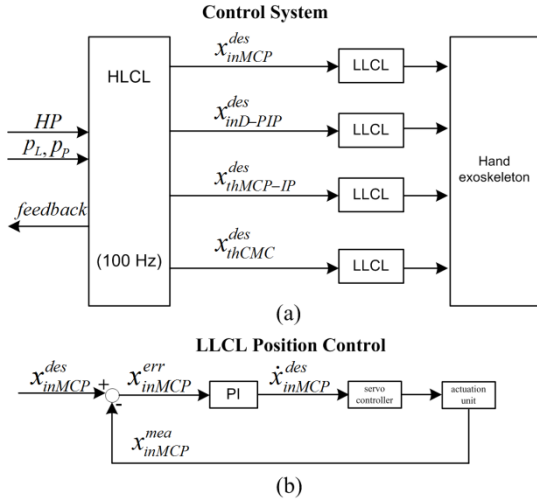 Control System
HLCL
x_{inMCP}^{des}
LLCL
x_{inD-PIP}^{des}
LLCL
HP
p_L, p_P
Hand
exoskeleton
x_{thMCP-IP}^{des}
LLCL
feedback
(100 Hz)
x_{thCMC}^{des}
LLCL
(a)
LLCL Position Control
x_{inMCP}^{des}
+
-
x_{inMCP}^{err}
PI
ẋ_{inMCP}^{des}
servo
controller
actuation
unit
x_{inMCP}^{mea}
(b)